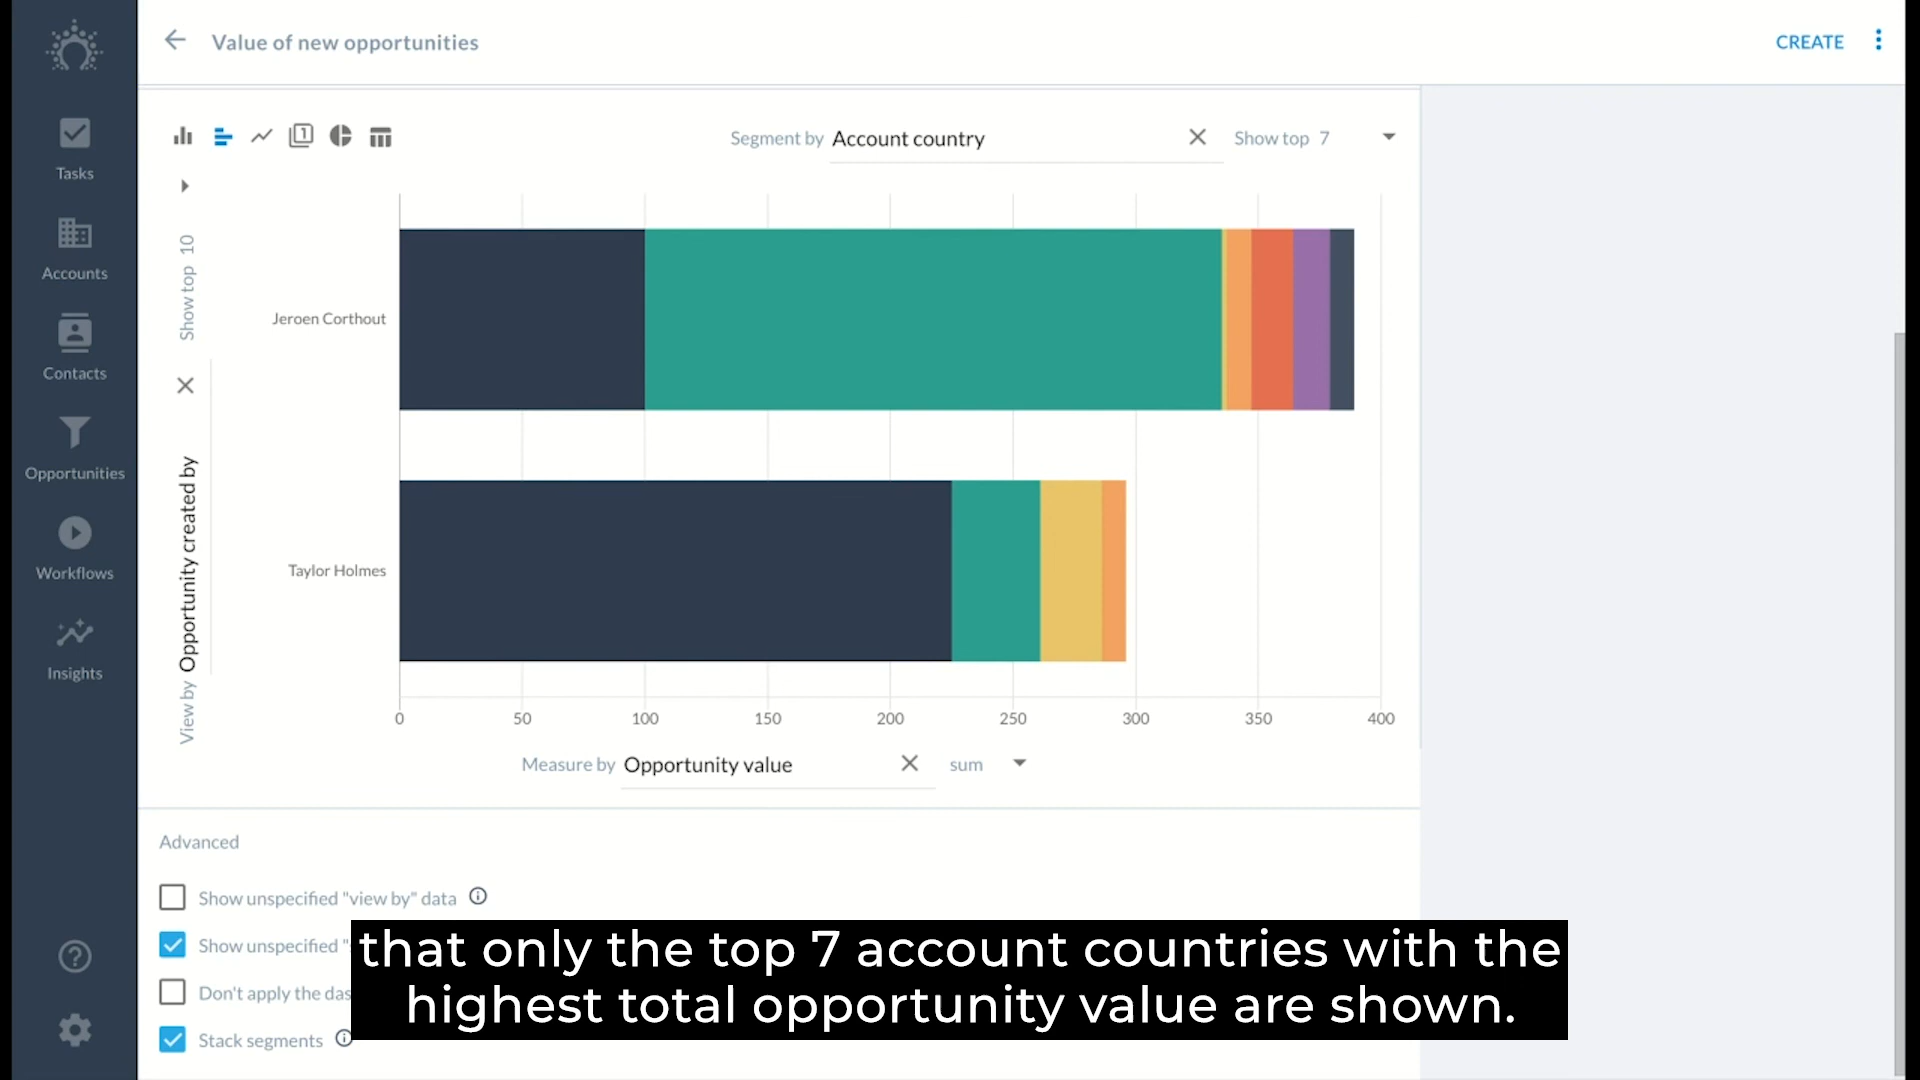 Value of new opportunities
CREATE
Tasks
Accounts
Contacts
Opportunities
Workflows
Insights
Segment by Account country
Show top 7
Show top 10
View by Opportunity created by
Jeroen Corthout
Taylor Holmes
0 50 100 150 200 250 300 350 400
Measure by Opportunity value
sum
Advanced
Show unspecified "view by" data
Show unspecified "
Don't apply the das
Stack segments
that only the top 7 account countries with the
highest total opportunity value are shown.